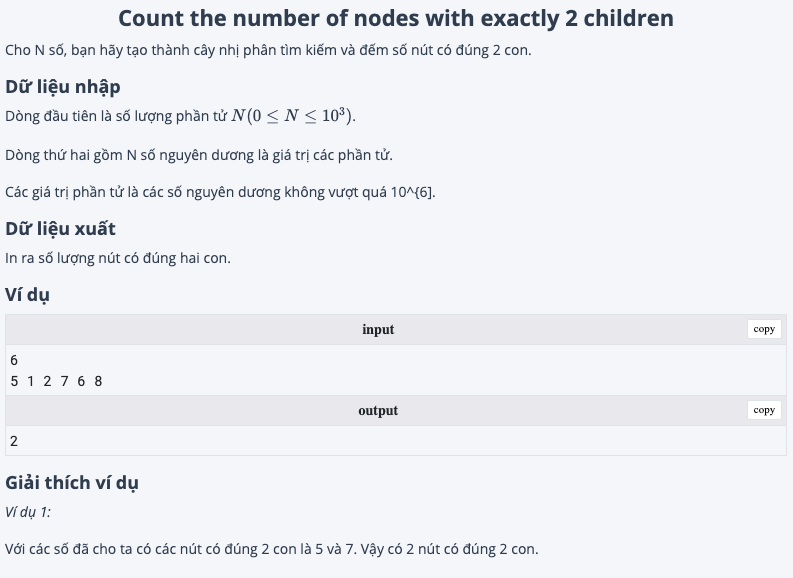 Count the number of nodes with exactly 2 children
Cho N số, bạn hãy tạo thành cây nhị phân tìm kiếm và đếm số nút có đúng 2 con.
Dữ liệu nhập
Dòng đầu tiên là số lượng phần tử N(0 ≤ N ≤ 10³).
Dòng thứ hai gồm N số nguyên dương là giá trị các phần tử.
Các giá trị phần tử là các số nguyên dương không vượt quá 10^{6].
Dữ liệu xuất
In ra số lượng nút có đúng hai con.
Ví dụ
input copy
6
5 1 2 7 6 8
output copy
2
Giải thích ví dụ
Ví dụ 1:
Với các số đã cho ta có các nút có đúng 2 con là 5 và 7. Vậy có 2 nút có đúng 2 con.